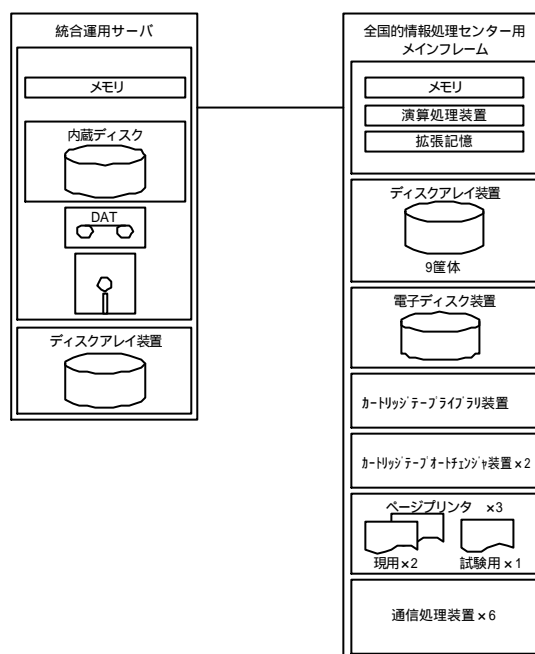 統合運用サーバ
メモリ
内蔵ディスク
DAT
ディスクアレイ装置
全国的情報処理センター用
メインフレーム
メモリ
演算処理装置
拡張記憶
ディスクアレイ装置
9筐体
電子ディスク装置
ｶｰﾄﾘｯｼﾞﾃｰﾌﾟﾗｲﾌﾞﾗﾘ装置
ｶｰﾄﾘｯｼﾞﾃｰﾌﾟｵｰﾄﾁｪﾝｼﾞｬ装置×2
ページプリンタ ×3
現用×2
試験用×1
通信処理装置×6